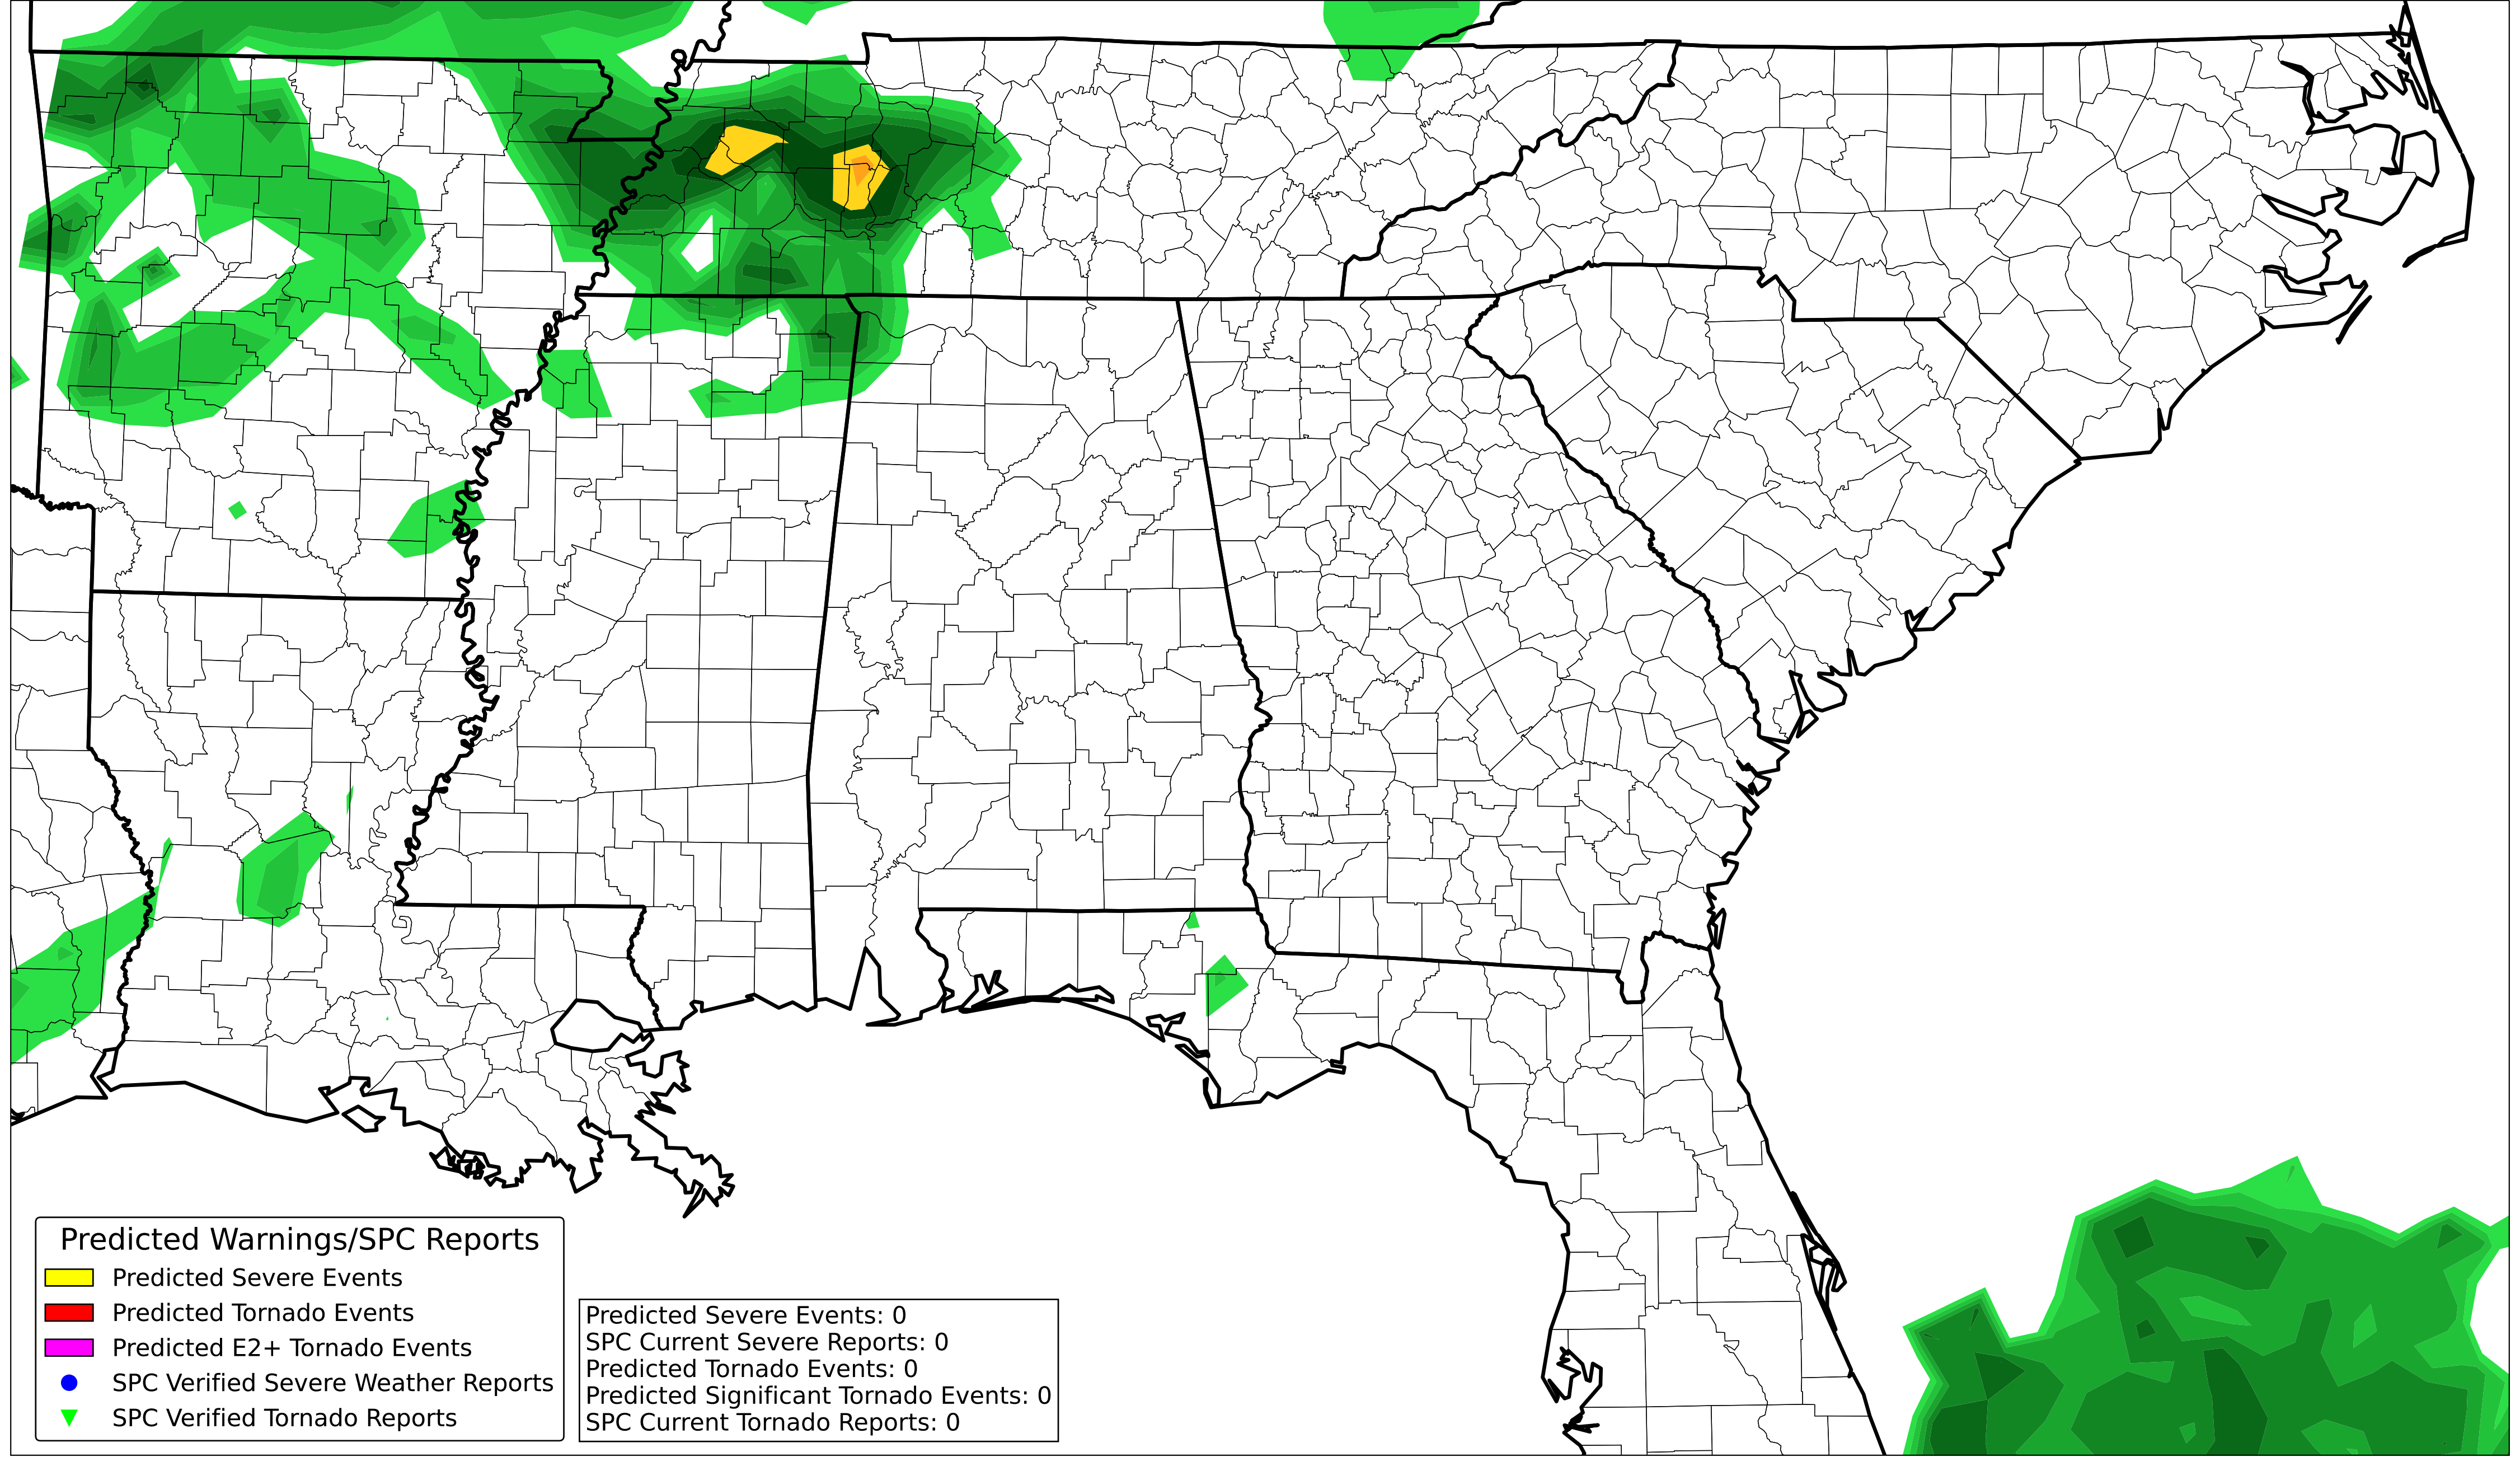 Predicted Warnings/SPC Reports
Predicted Severe Events
Predicted Tornado Events
Predicted E2+ Tornado Events
SPC Verified Severe Weather Reports
SPC Verified Tornado Reports
Predicted Severe Events: 0
SPC Current Severe Reports: 0
Predicted Tornado Events: 0
Predicted Significant Tornado Events: 0
SPC Current Tornado Reports: 0